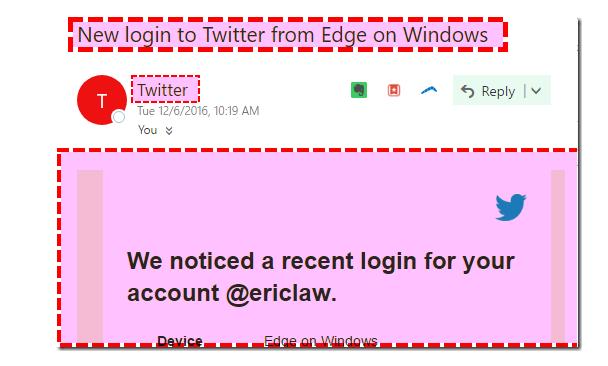 New login to Twitter from Edge on Windows
T
Twitter
Reply
Tue 12/6/2016, 10:19 AM
You
We noticed a recent login for your
account @ericlaw.
Device Edge on Windows